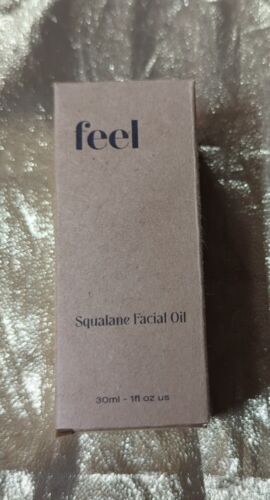 feel
Squalane Facial Oil
30ml - 1fl oz us